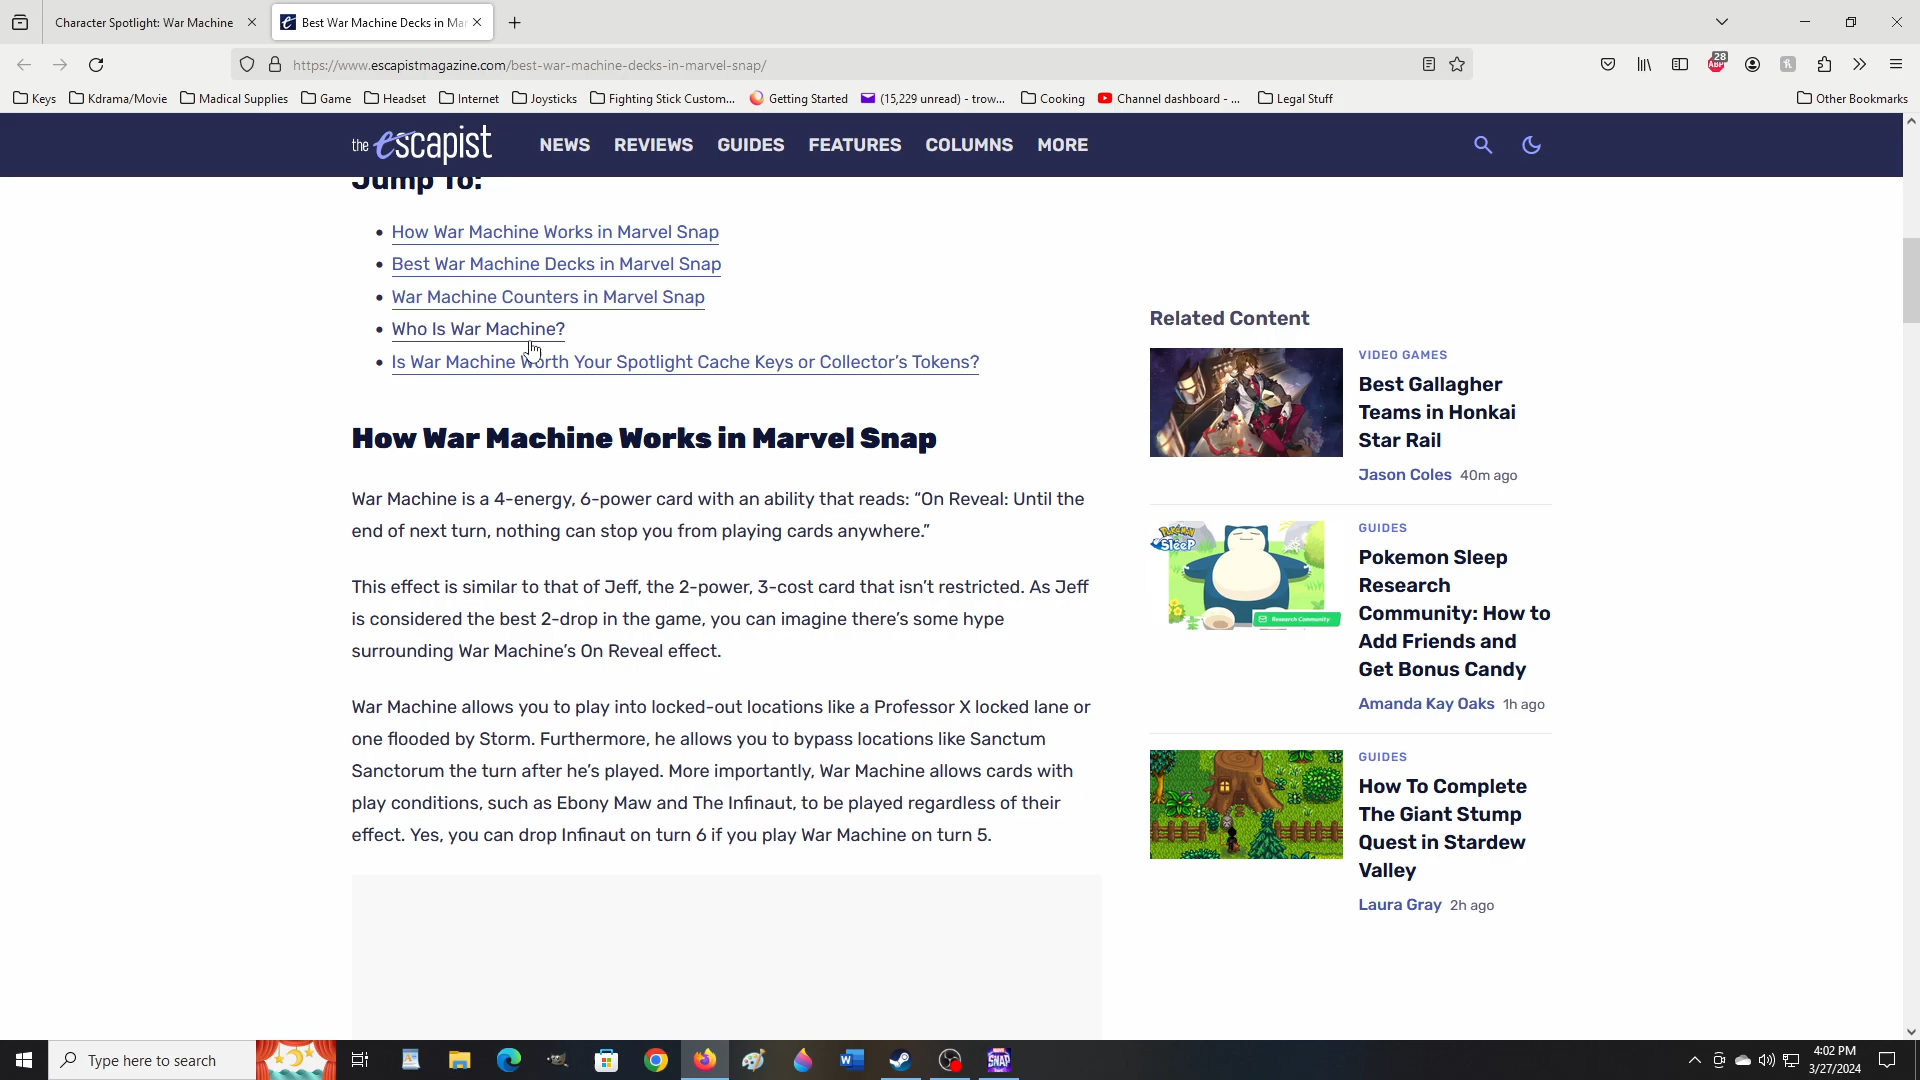 Character Spotlight: War Machine
Best War Machine Decks in Mar
https://www.escapistmagazine.com/best-war-machine-decks-in-marvel-snap/
28
ABP
Keys
Kdrama/Movie
Madical Supplies
Game
Headset
Internet
Joysticks
Fighting Stick Custom...
Getting Started
(15,229 unread) - trow...
Cooking
Channel dashboard - ...
Legal Stuff
Other Bookmarks
the escapist
NEWS
REVIEWS
GUIDES
FEATURES
COLUMNS
MORE
Jump To:
How War Machine Works in Marvel Snap
Best War Machine Decks in Marvel Snap
War Machine Counters in Marvel Snap
Who Is War Machine?
Is War Machine Worth Your Spotlight Cache Keys or Collector’s Tokens?
How War Machine Works in Marvel Snap
War Machine is a 4-energy, 6-power card with an ability that reads: “On Reveal: Until the
end of next turn, nothing can stop you from playing cards anywhere.”
This effect is similar to that of Jeff, the 2-power, 3-cost card that isn’t restricted. As Jeff
is considered the best 2-drop in the game, you can imagine there’s some hype
surrounding War Machine’s On Reveal effect.
War Machine allows you to play into locked-out locations like a Professor X locked lane or
one flooded by Storm. Furthermore, he allows you to bypass locations like Sanctum
Sanctorum the turn after he’s played. More importantly, War Machine allows cards with
play conditions, such as Ebony Maw and The Infinaut, to be played regardless of their
effect. Yes, you can drop Infinaut on turn 6 if you play War Machine on turn 5.
Related Content
VIDEO GAMES
Best Gallagher
Teams in Honkai
Star Rail
Jason Coles 40m ago
Pokémon
Sleep
Research Community
GUIDES
Pokemon Sleep
Research
Community: How to
Add Friends and
Get Bonus Candy
Amanda Kay Oaks 1h ago
GUIDES
How To Complete
The Giant Stump
Quest in Stardew
Valley
Laura Gray 2h ago
Type here to search
SNAP
4:02 PM
3/27/2024